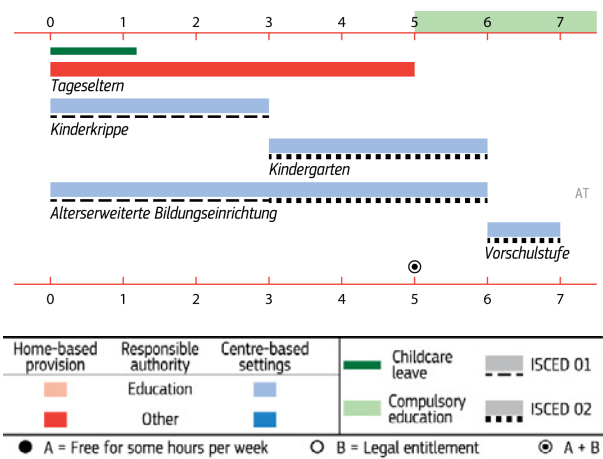 0 1 2 3 4 5 6 7
Tageseltern
Kinderkrippe
Kindergarten
Alterserweiterte Bildungseinrichtung
AT
Vorschulstufe
0 1 2 3 4 5 6 7
Home-based provision
Responsible authority
Centre-based settings
Education
Other
Childcare leave
ISCED 01
Compulsory education
ISCED 02
A = Free for some hours per week
B = Legal entitlement
A + B